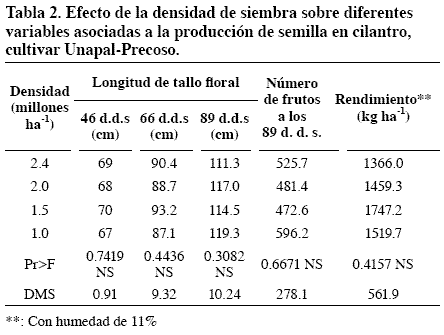 Tabla 2. Efecto de la densidad de siembra sobre diferentes
variables asociadas a la producción de semilla en cilantro,
cultivar Unapal-Precoso.
Densidad (millones ha-1) Longitud de tallo floral Número de frutos a los 89 d. d. s. Rendimiento** (kg ha-1)
46 d.d.s (cm) 66 d.d.s (cm) 89 d.d.s (cm)
2.4 69 90.4 111.3 525.7 1366.0
2.0 68 88.7 117.0 481.4 1459.3
1.5 70 93.2 114.5 472.6 1747.2
1.0 67 87.1 119.3 596.2 1519.7
Pr>F 0.7419 NS 0.4436 NS 0.3082 NS 0.6671 NS 0.4157 NS
DMS 0.91 9.32 10.24 278.1 561.9
**: Con humedad de 11%